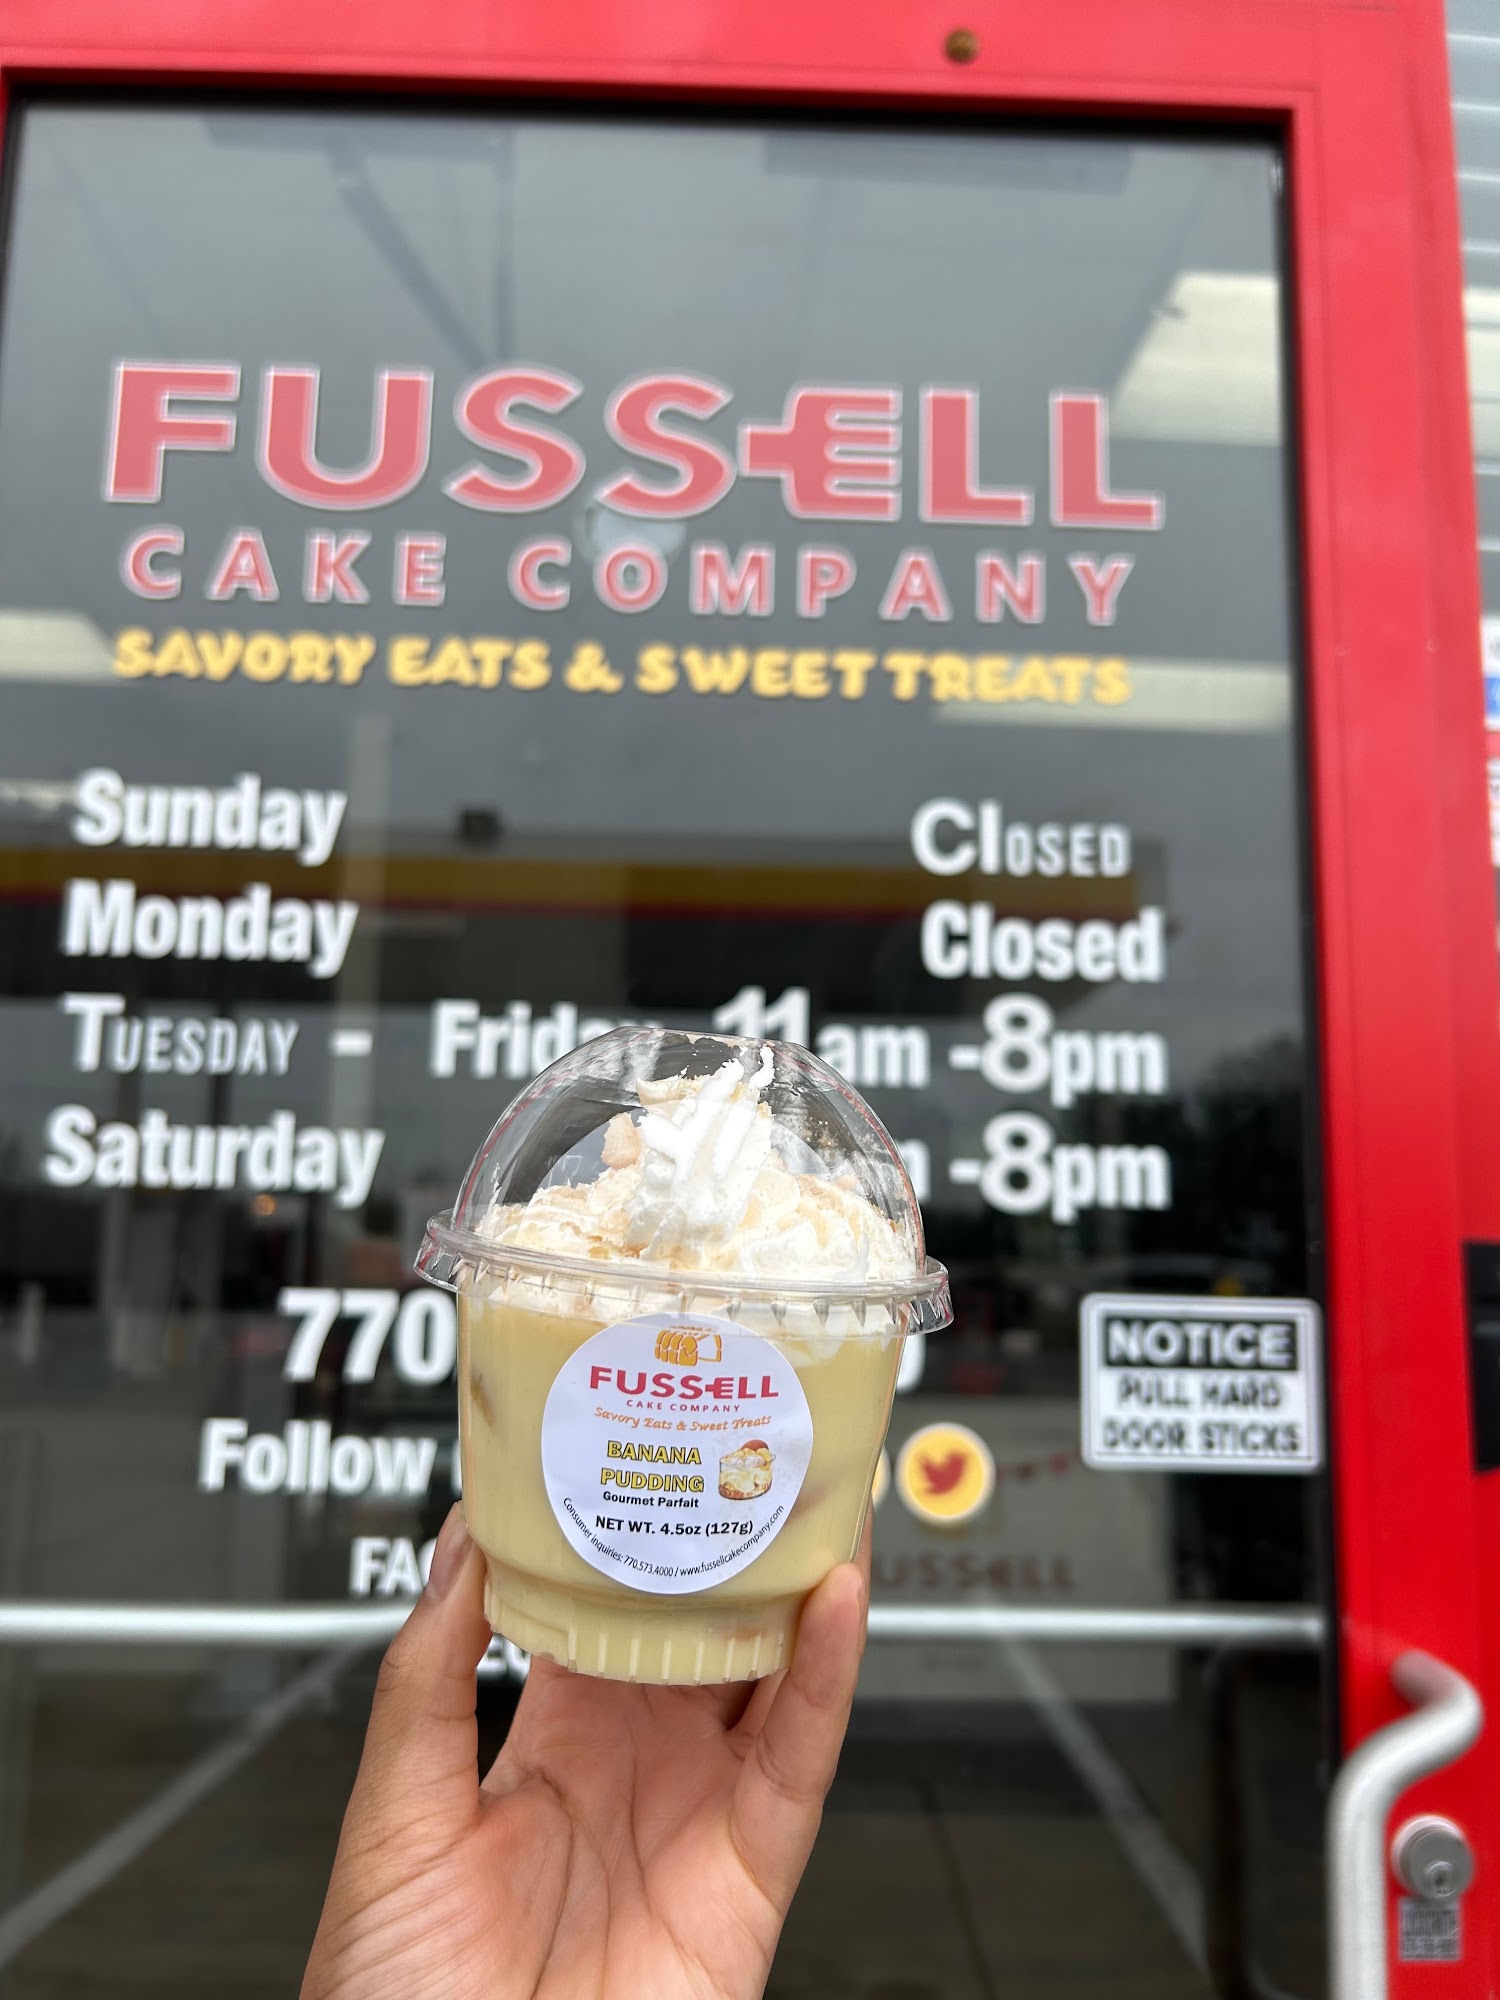 FUSSELL
CAKE COMPANY
SAVORY EATS & SWEET TREATS
Sunday Closed
Monday Closed
Tuesday - Friday 11am -8pm
Saturday -8pm
770
Follow
NOTICE
PULL HARD
DOOR STICKS
FUSSELL
CAKE COMPANY
Savory Eats & Sweet Treats
BANANA
PUDDING
Gourmet Parfait
NET WT. 4.5oz (127g)
Consumer inquiries: 770.573.4000 / www.fussellcakecompany.com